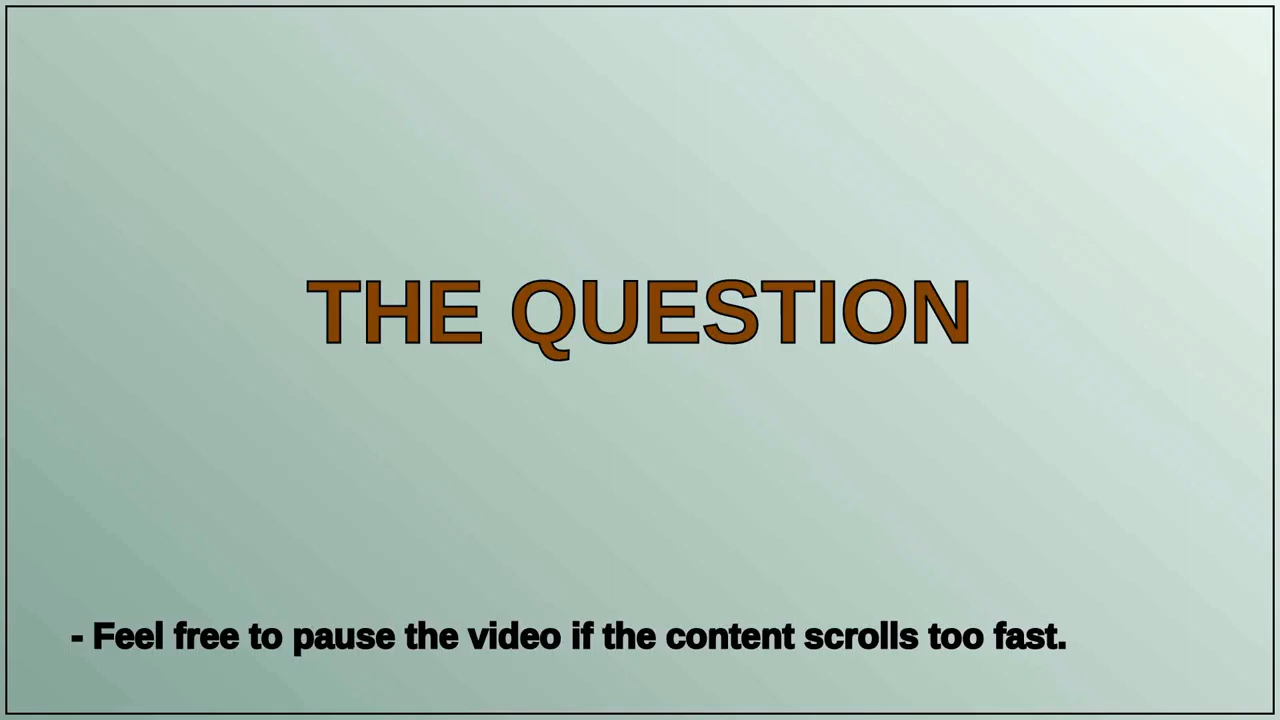 THE QUESTION
- Feel free to pause the video if the content scrolls too fast.